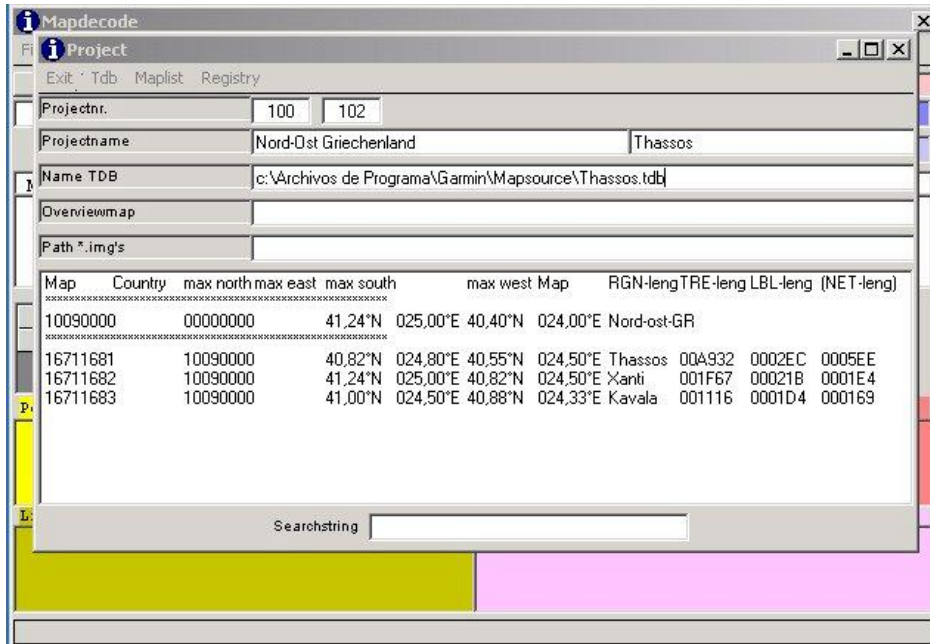 Mapdecode
Fi
Project
Exit Tdb Maplist Registry
Projectnr. 100 102
Projectname Nord-Ost Griechenland Thassos
Name TDB c:\Archivos de Programa\Garmin\Mapsource\Thassos.tdb
Overviewmap
Path *.img's
Map Country max north max east max south max west Map RGN-leng TRE-leng LBL-leng (NET-leng)
10090000 00000000 41,24°N 025,00°E 40,40°N 024,00°E Nord-ost-GR
16711681 10090000 40,82°N 024,80°E 40,55°N 024,50°E Thassos 00A932 0002EC 0005EE
16711682 10090000 41,24°N 025,00°E 40,82°N 024,50°E Xanti 001F67 00021B 0001E4
16711683 10090000 41,00°N 024,50°E 40,88°N 024,33°E Kavala 001116 0001D4 000169
Searchstring